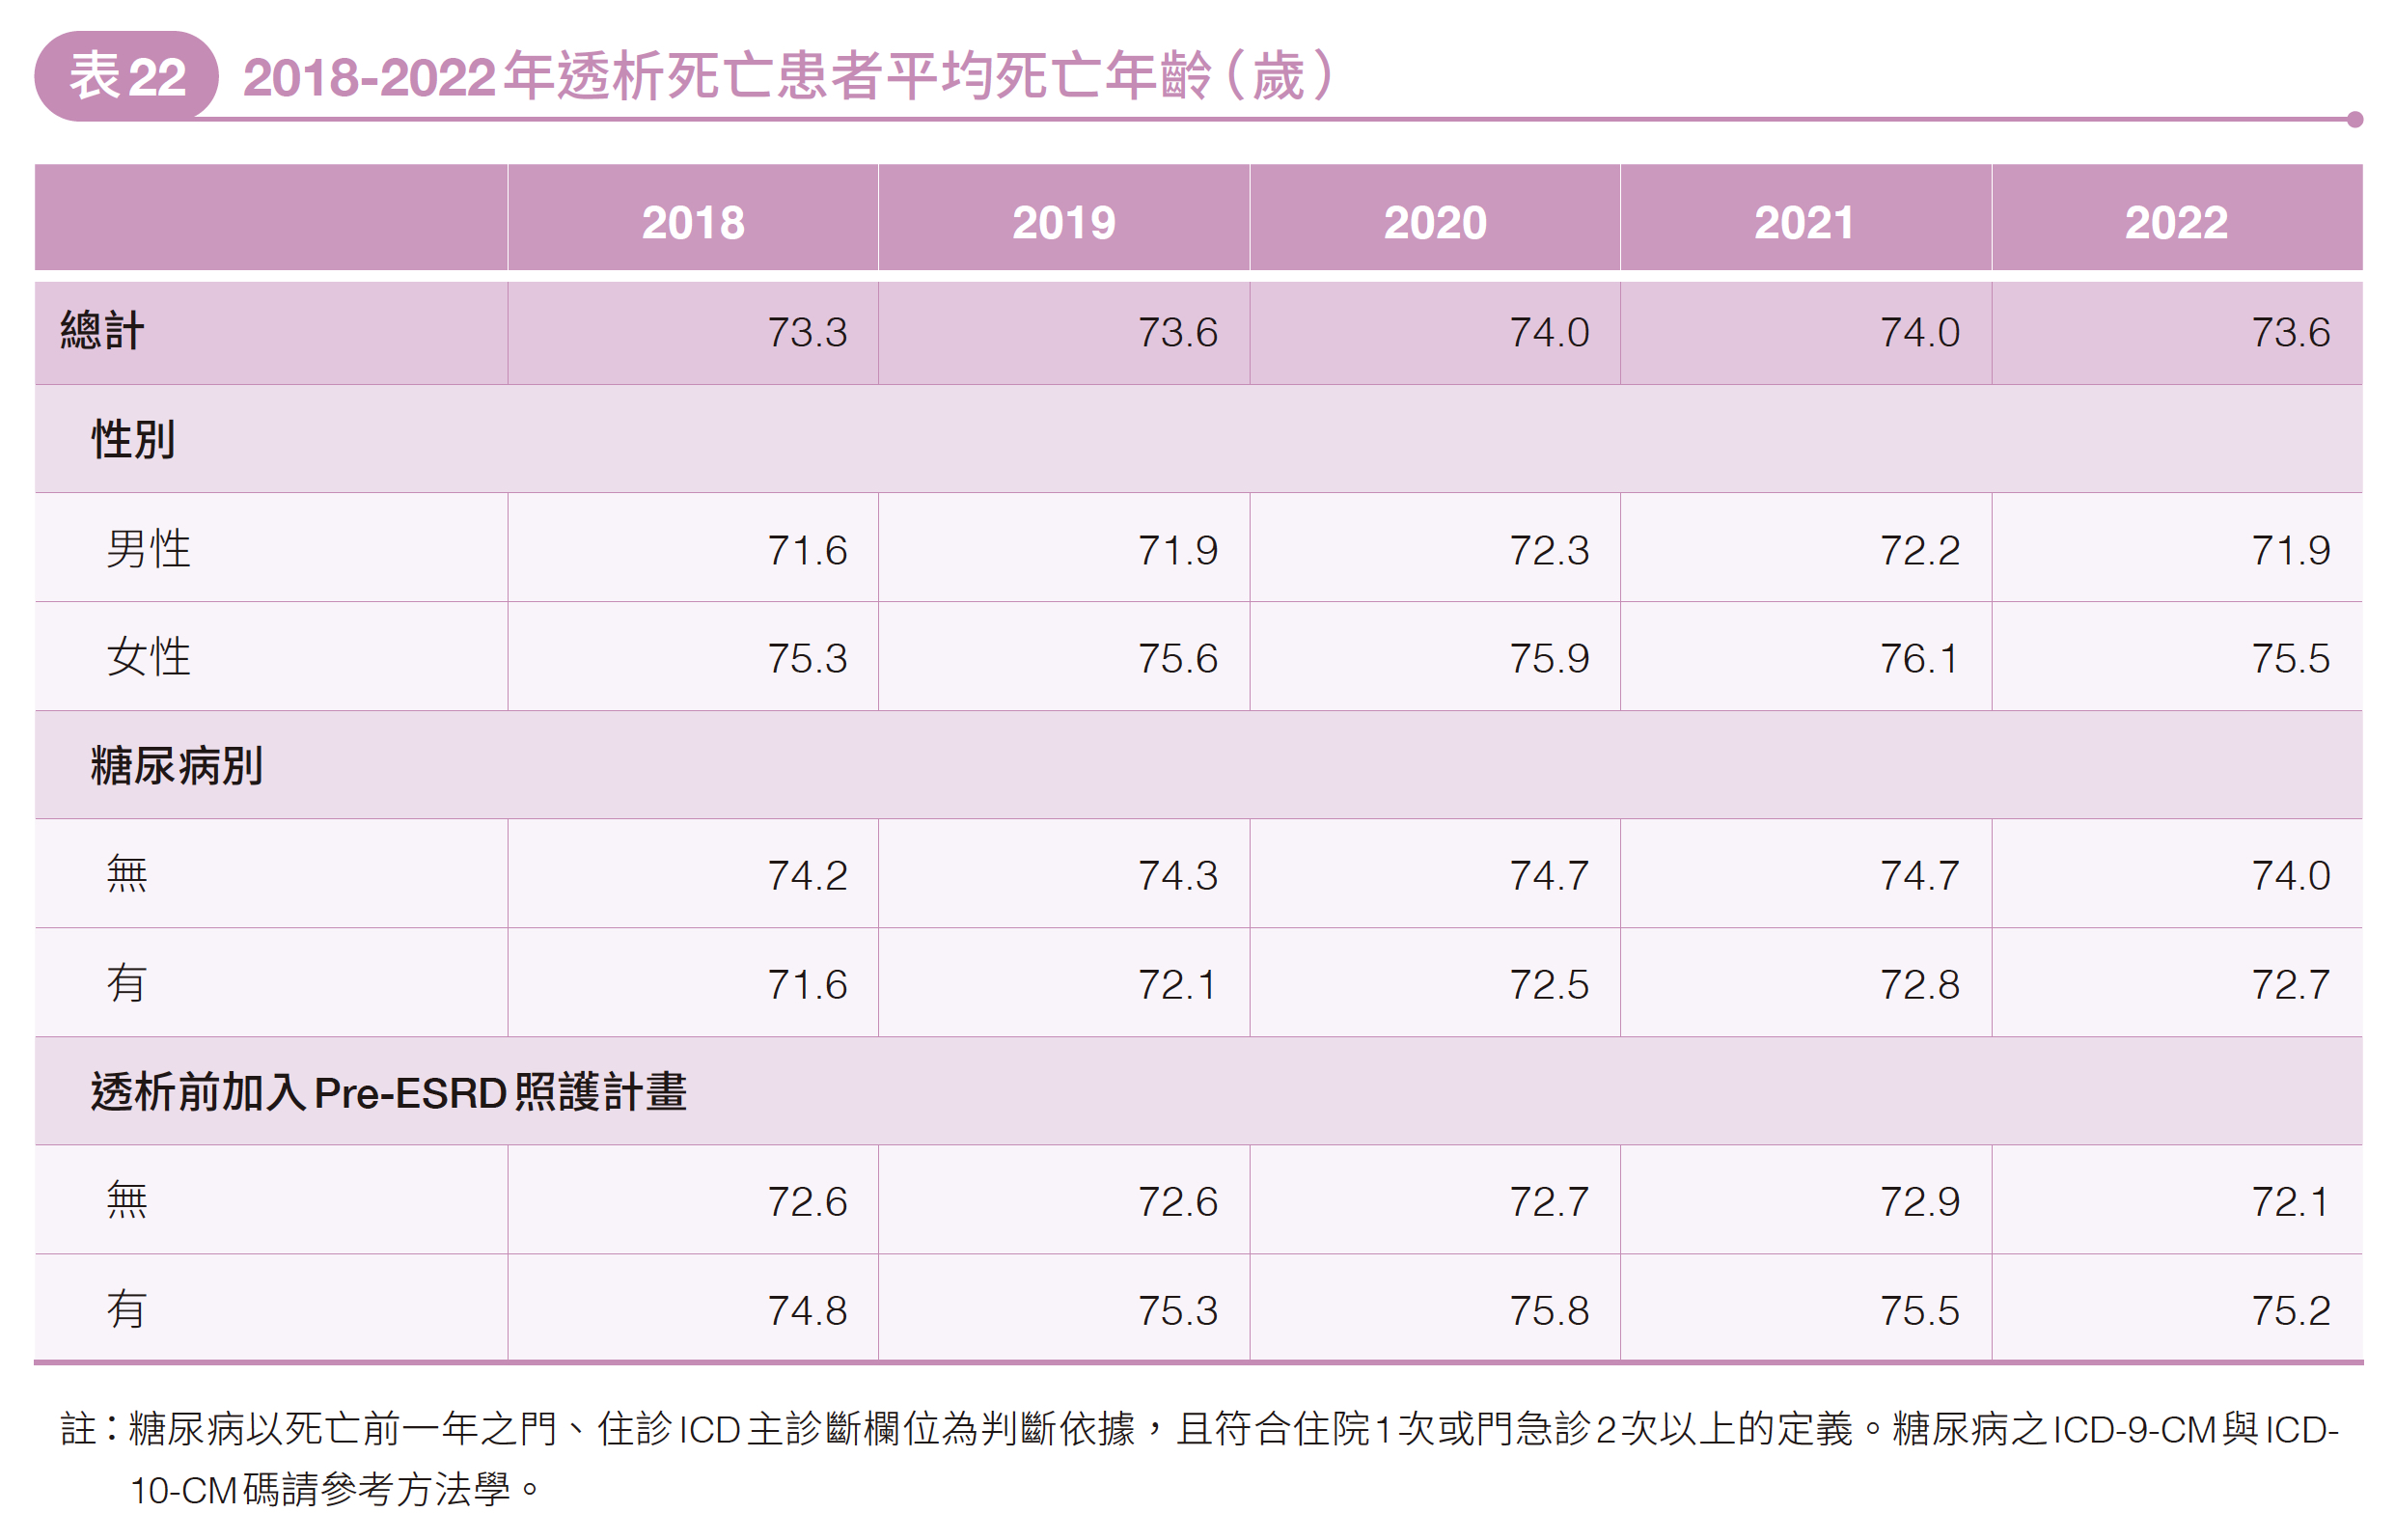 表22 2018-2022年透析死亡患者平均死亡年齡（歲）
2018 2019 2020 2021 2022
總計 73.3 73.6 74.0 74.0 73.6
性別
男性 71.6 71.9 72.3 72.2 71.9
女性 75.3 75.6 75.9 76.1 75.5
糖尿病別
無 74.2 74.3 74.7 74.7 74.0
有 71.6 72.1 72.5 72.8 72.7
透析前加入Pre-ESRD照護計畫
無 72.6 72.6 72.7 72.9 72.1
有 74.8 75.3 75.8 75.5 75.2
註：糖尿病以死亡前一年之門、住診ICD主診斷欄位為判斷依據，且符合住院1次或門急診2次以上的定義。糖尿病之ICD-9-CM與ICD-
10-CM碼請參考方法學。